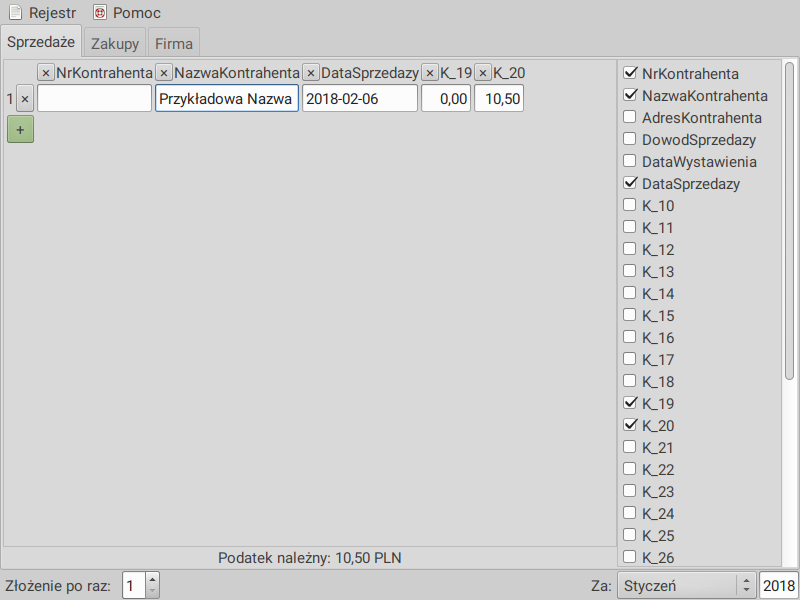 Rejestr Pomoc
Sprzedaże Zakupy Firma
NrKontrahenta NazwaKontrahenta DataSprzedazy K_19 K_20
1 Przykładowa Nazwa 2018-02-06 0,00 10,50
+
NrKontrahenta
NazwaKontrahenta
AdresKontrahenta
DowodSprzedazy
DataWystawienia
DataSprzedazy
K_10
K_11
K_12
K_13
K_14
K_15
K_16
K_17
K_18
K_19
K_20
K_21
K_22
K_23
K_24
K_25
K_26
Podatek należny: 10,50 PLN
Złożenie po raz: 1 Za: Styczeń 2018